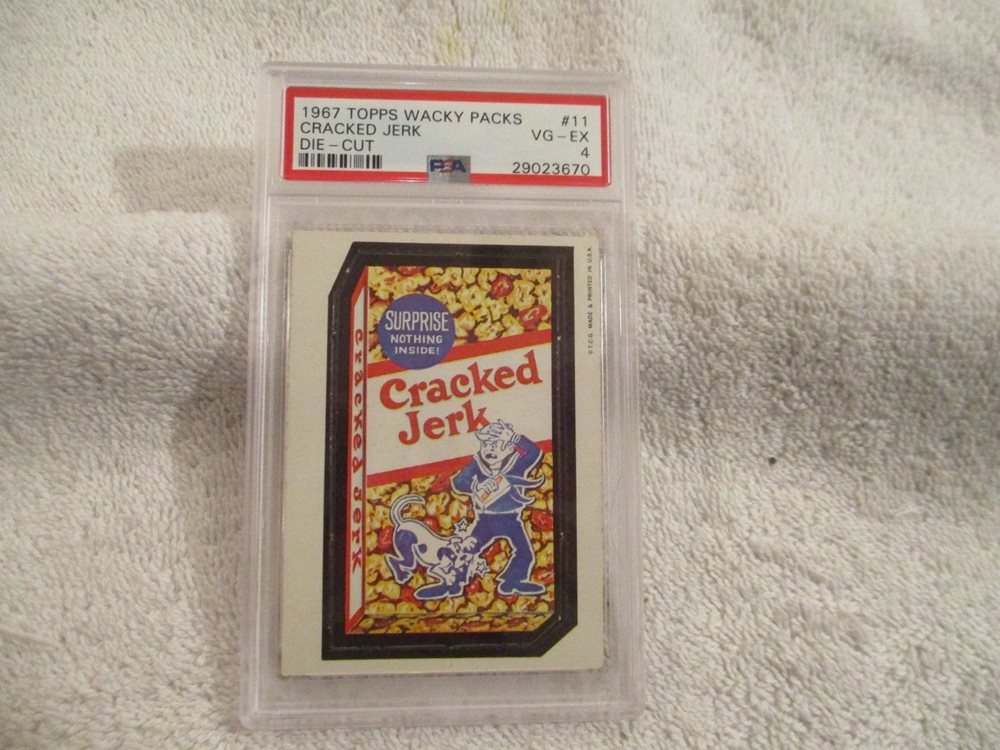 1967 TOPPS WACKY PACKS #11
CRACKED JERK VG-EX
DIE-CUT 4
PSA 29023670
© T.C.G. MADE & PRINTED IN U.S.A.
SURPRISE
NOTHING
INSIDE!
Cracked
Jerk
Cracked Jerk